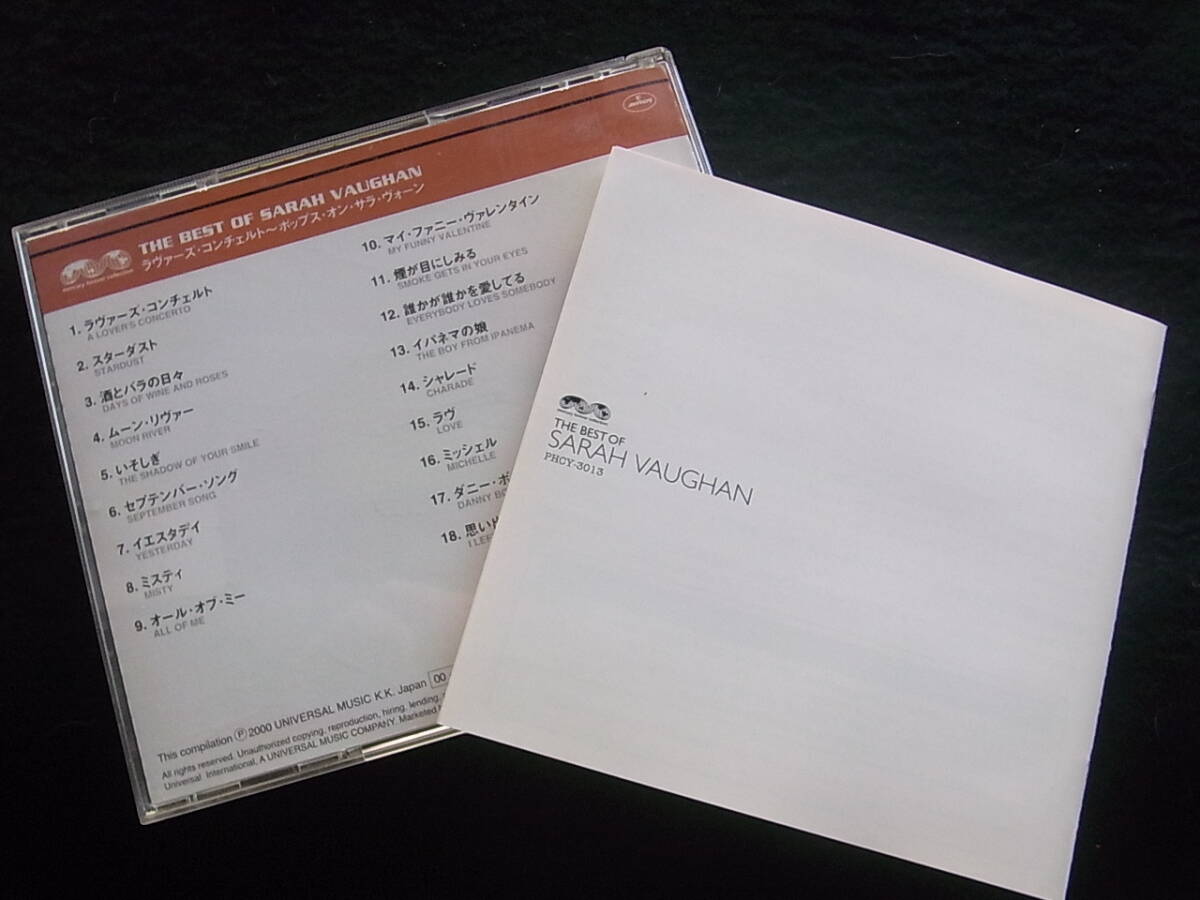 mercury
THE BEST OF SARAH VAUGHAN
ラヴァーズ・コンチェルト〜ポップス・オン・サラ・ヴォーン
1. ラヴァーズ・コンチェルト
A LOVER'S CONCERTO
2. スターダスト
STARDUST
3. 酒とバラの日々
DAYS OF WINE AND ROSES
4. ムーン・リヴァー
MOON RIVER
5. いそしぎ
THE SHADOW OF YOUR SMILE
6. セプテンバー・ソング
SEPTEMBER SONG
7. イエスタデイ
YESTERDAY
8. ミスティ
MISTY
9. オール・オブ・ミー
ALL OF ME
10. マイ・ファニー・ヴァレンタイン
MY FUNNY VALENTINE
11. 煙が目にしみる
SMOKE GETS IN YOUR EYES
12. 誰かが誰かを愛してる
EVERYBODY LOVES SOMEBODY
13. イパネマの娘
THE BOY FROM IPANEMA
14. シャレード
CHARADE
15. ラヴ
LOVE
16. ミッシェル
MICHELLE
17. ダニー・ボ
DANNY BO
18. 思い出
I LEF
This compilation Ⓟ2000 UNIVERSAL MUSIC K.K. Japan 00
All rights reserved. Unauthorized copying, reproduction, hiring, lending,
Universal International, A UNIVERSAL MUSIC COMPANY. Marketed
THE BEST OF
SARAH VAUGHAN
PHCY-3013